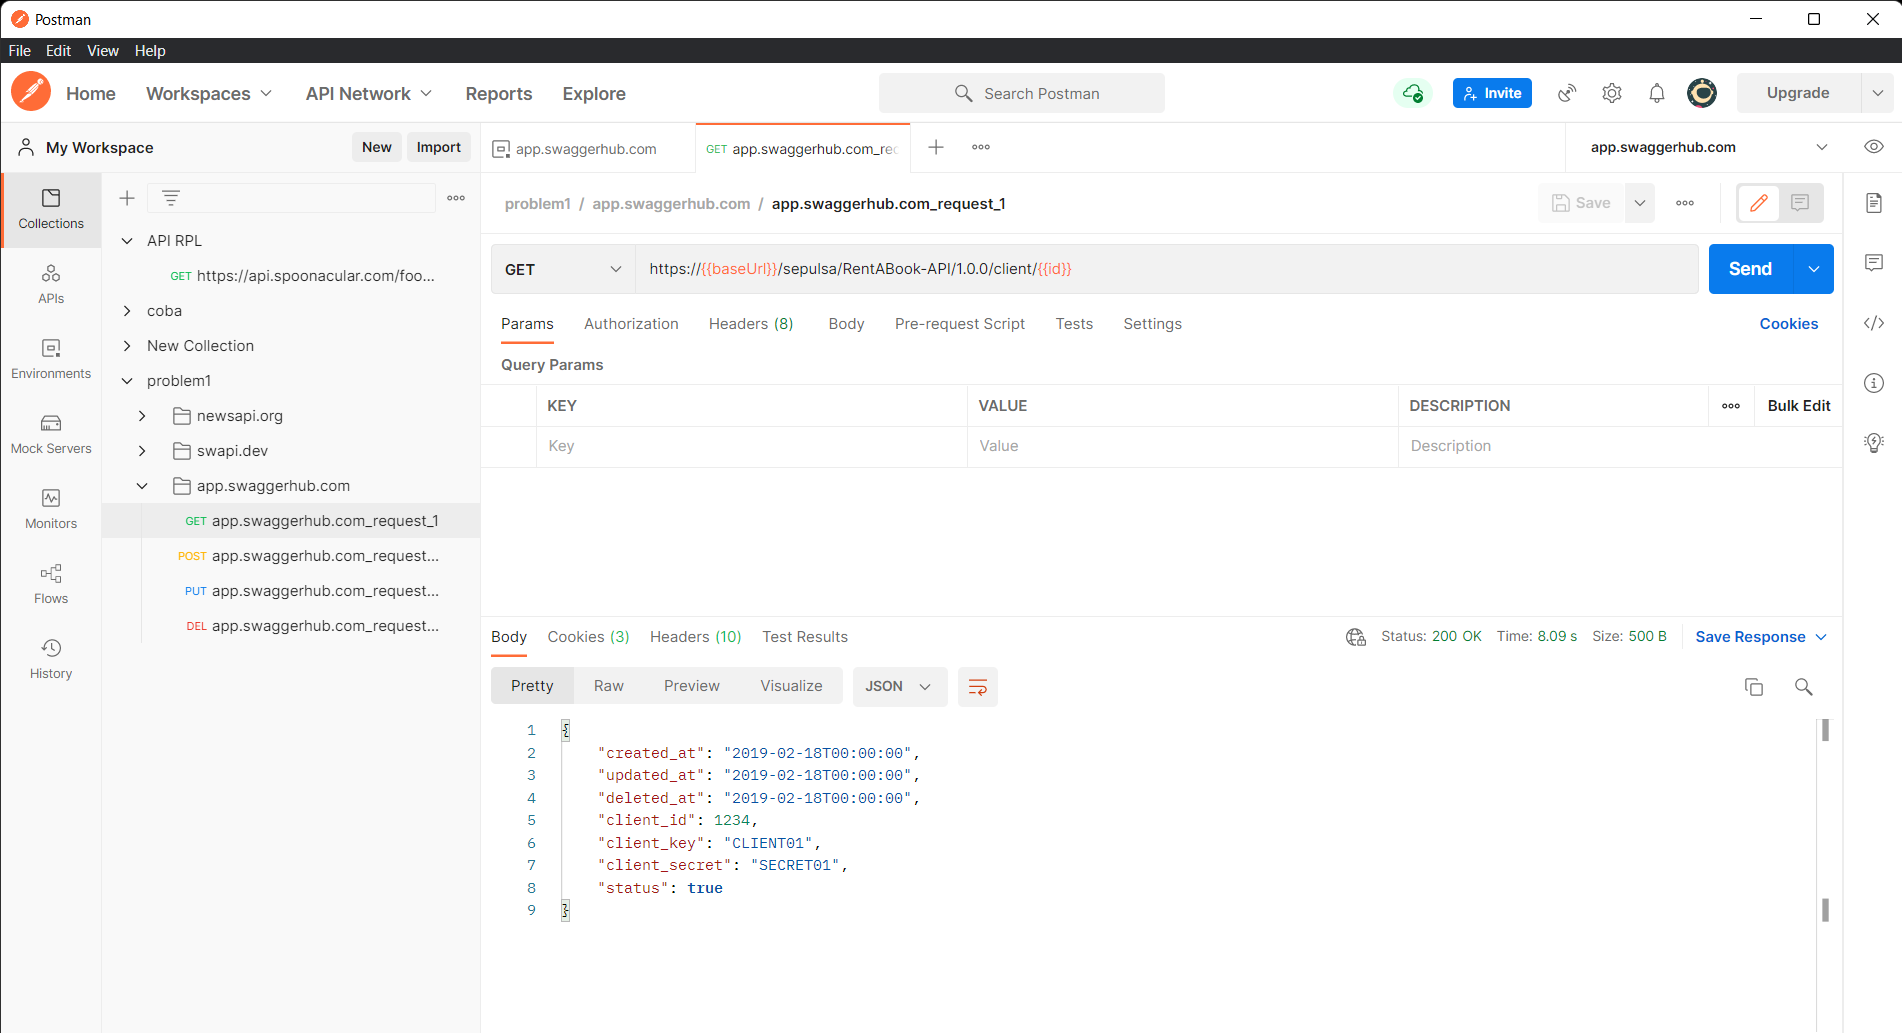 Postman
File Edit View Help
Home Workspaces API Network Reports Explore Search Postman Invite Upgrade
My Workspace New Import
app.swaggerhub.com GET app.swaggerhub.com_rec app.swaggerhub.com
problem1 / app.swaggerhub.com / app.swaggerhub.com_request_1 Save
Collections
APIs
Environments
Mock Servers
Monitors
Flows
History
API RPL
GET https://api.spoonacular.com/foo...
coba
New Collection
problem1
newsapi.org
swapi.dev
app.swaggerhub.com
GET app.swaggerhub.com_request_1
POST app.swaggerhub.com_request...
PUT app.swaggerhub.com_request...
DEL app.swaggerhub.com_request...
GET https://{{baseUrl}}/sepulsa/RentABook-API/1.0.0/client/{{id}} Send
Params Authorization Headers (8) Body Pre-request Script Tests Settings Cookies
Query Params
KEY VALUE DESCRIPTION Bulk Edit
Key Value Description
Body Cookies (3) Headers (10) Test Results Status: 200 OK Time: 8.09 s Size: 500 B Save Response
Pretty Raw Preview Visualize JSON
1 {
2 "created_at": "2019-02-18T00:00:00",
3 "updated_at": "2019-02-18T00:00:00",
4 "deleted_at": "2019-02-18T00:00:00",
5 "client_id": 1234,
6 "client_key": "CLIENT01",
7 "client_secret": "SECRET01",
8 "status": true
9 }